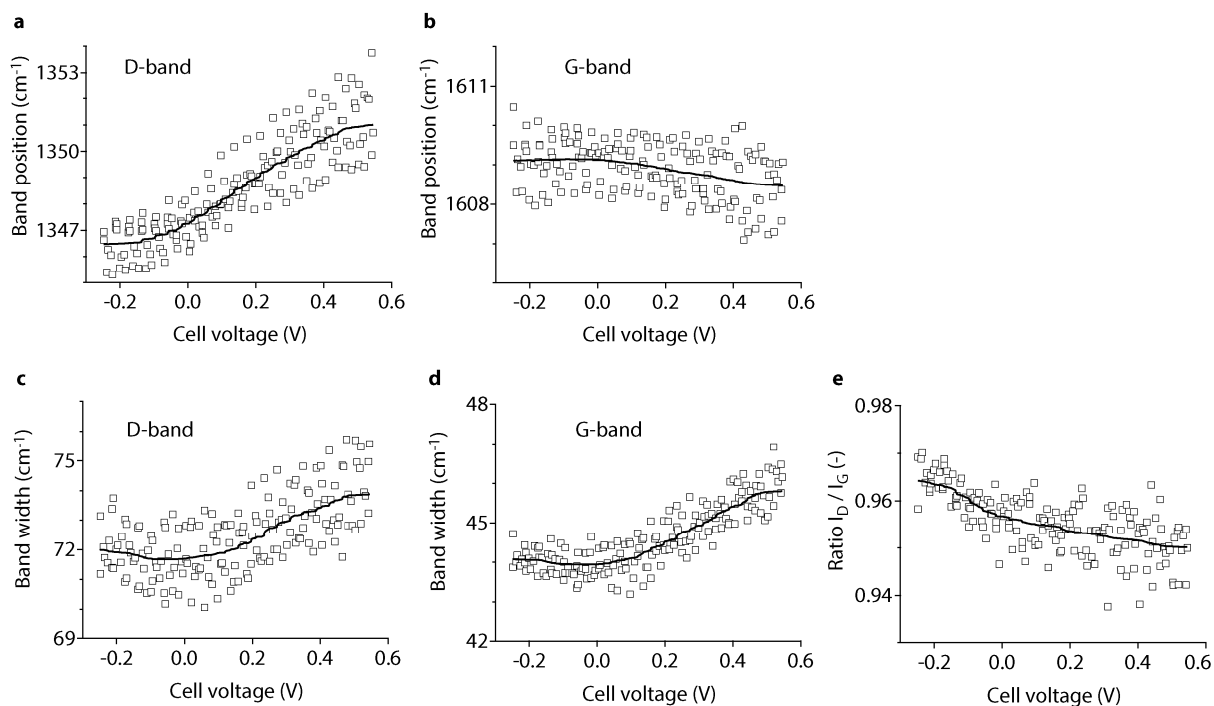 a
D-band
Band position (cm⁻¹)
1353
1350
1347
-0.2 0.0 0.2 0.4 0.6
Cell voltage (V)
b
G-band
Band position (cm⁻¹)
1611
1608
-0.2 0.0 0.2 0.4 0.6
Cell voltage (V)
c
D-band
Band width (cm⁻¹)
75
72
69
-0.2 0.0 0.2 0.4 0.6
Cell voltage (V)
d
G-band
Band width (cm⁻¹)
48
45
42
-0.2 0.0 0.2 0.4 0.6
Cell voltage (V)
e
Ratio I_D / I_G (-)
0.98
0.96
0.94
-0.2 0.0 0.2 0.4 0.6
Cell voltage (V)